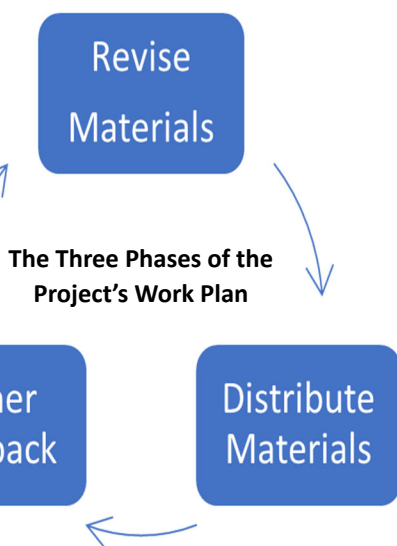 Revise
Materials
The Three Phases of the
Project’s Work Plan
Distribute
Materials